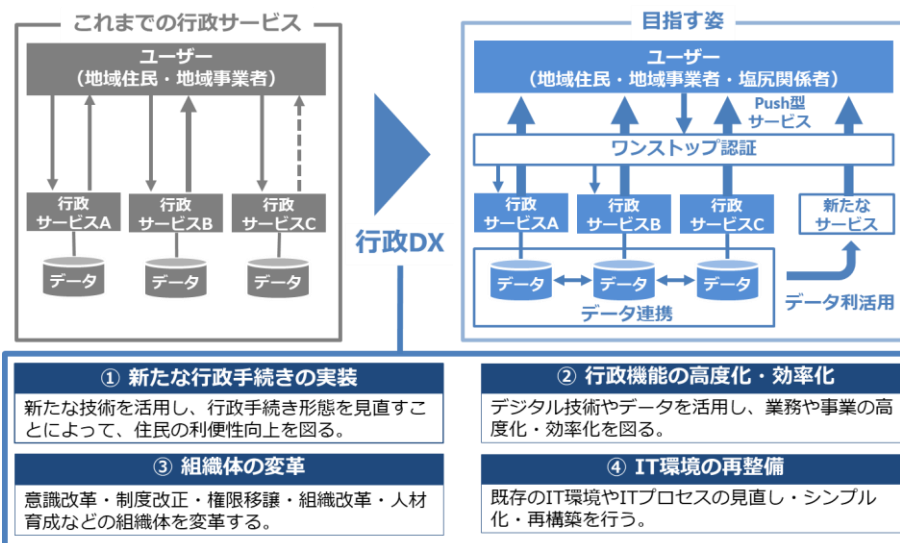 これまでの行政サービス
ユーザー
（地域住民・地域事業者）
行政
サービスA
行政
サービスB
行政
サービスC
データ
データ
データ
行政DX
目指す姿
ユーザー
（地域住民・地域事業者・塩尻関係者）
Push型
サービス
ワンストップ認証
行政
サービスA
行政
サービスB
行政
サービスC
新たな
サービス
データ
データ
データ
データ連携
データ利活用
① 新たな行政手続きの実装
新たな技術を活用し、行政手続き形態を見直すこ
とによって、住民の利便性向上を図る。
② 行政機能の高度化・効率化
デジタル技術やデータを活用し、業務や事業の高
度化・効率化を図る。
③ 組織体の変革
意識改革・制度改正・権限移譲・組織改革・人材
育成などの組織体を変革する。
④ IT環境の再整備
既存のIT環境やITプロセスの見直し・シンプル
化・再構築を行う。